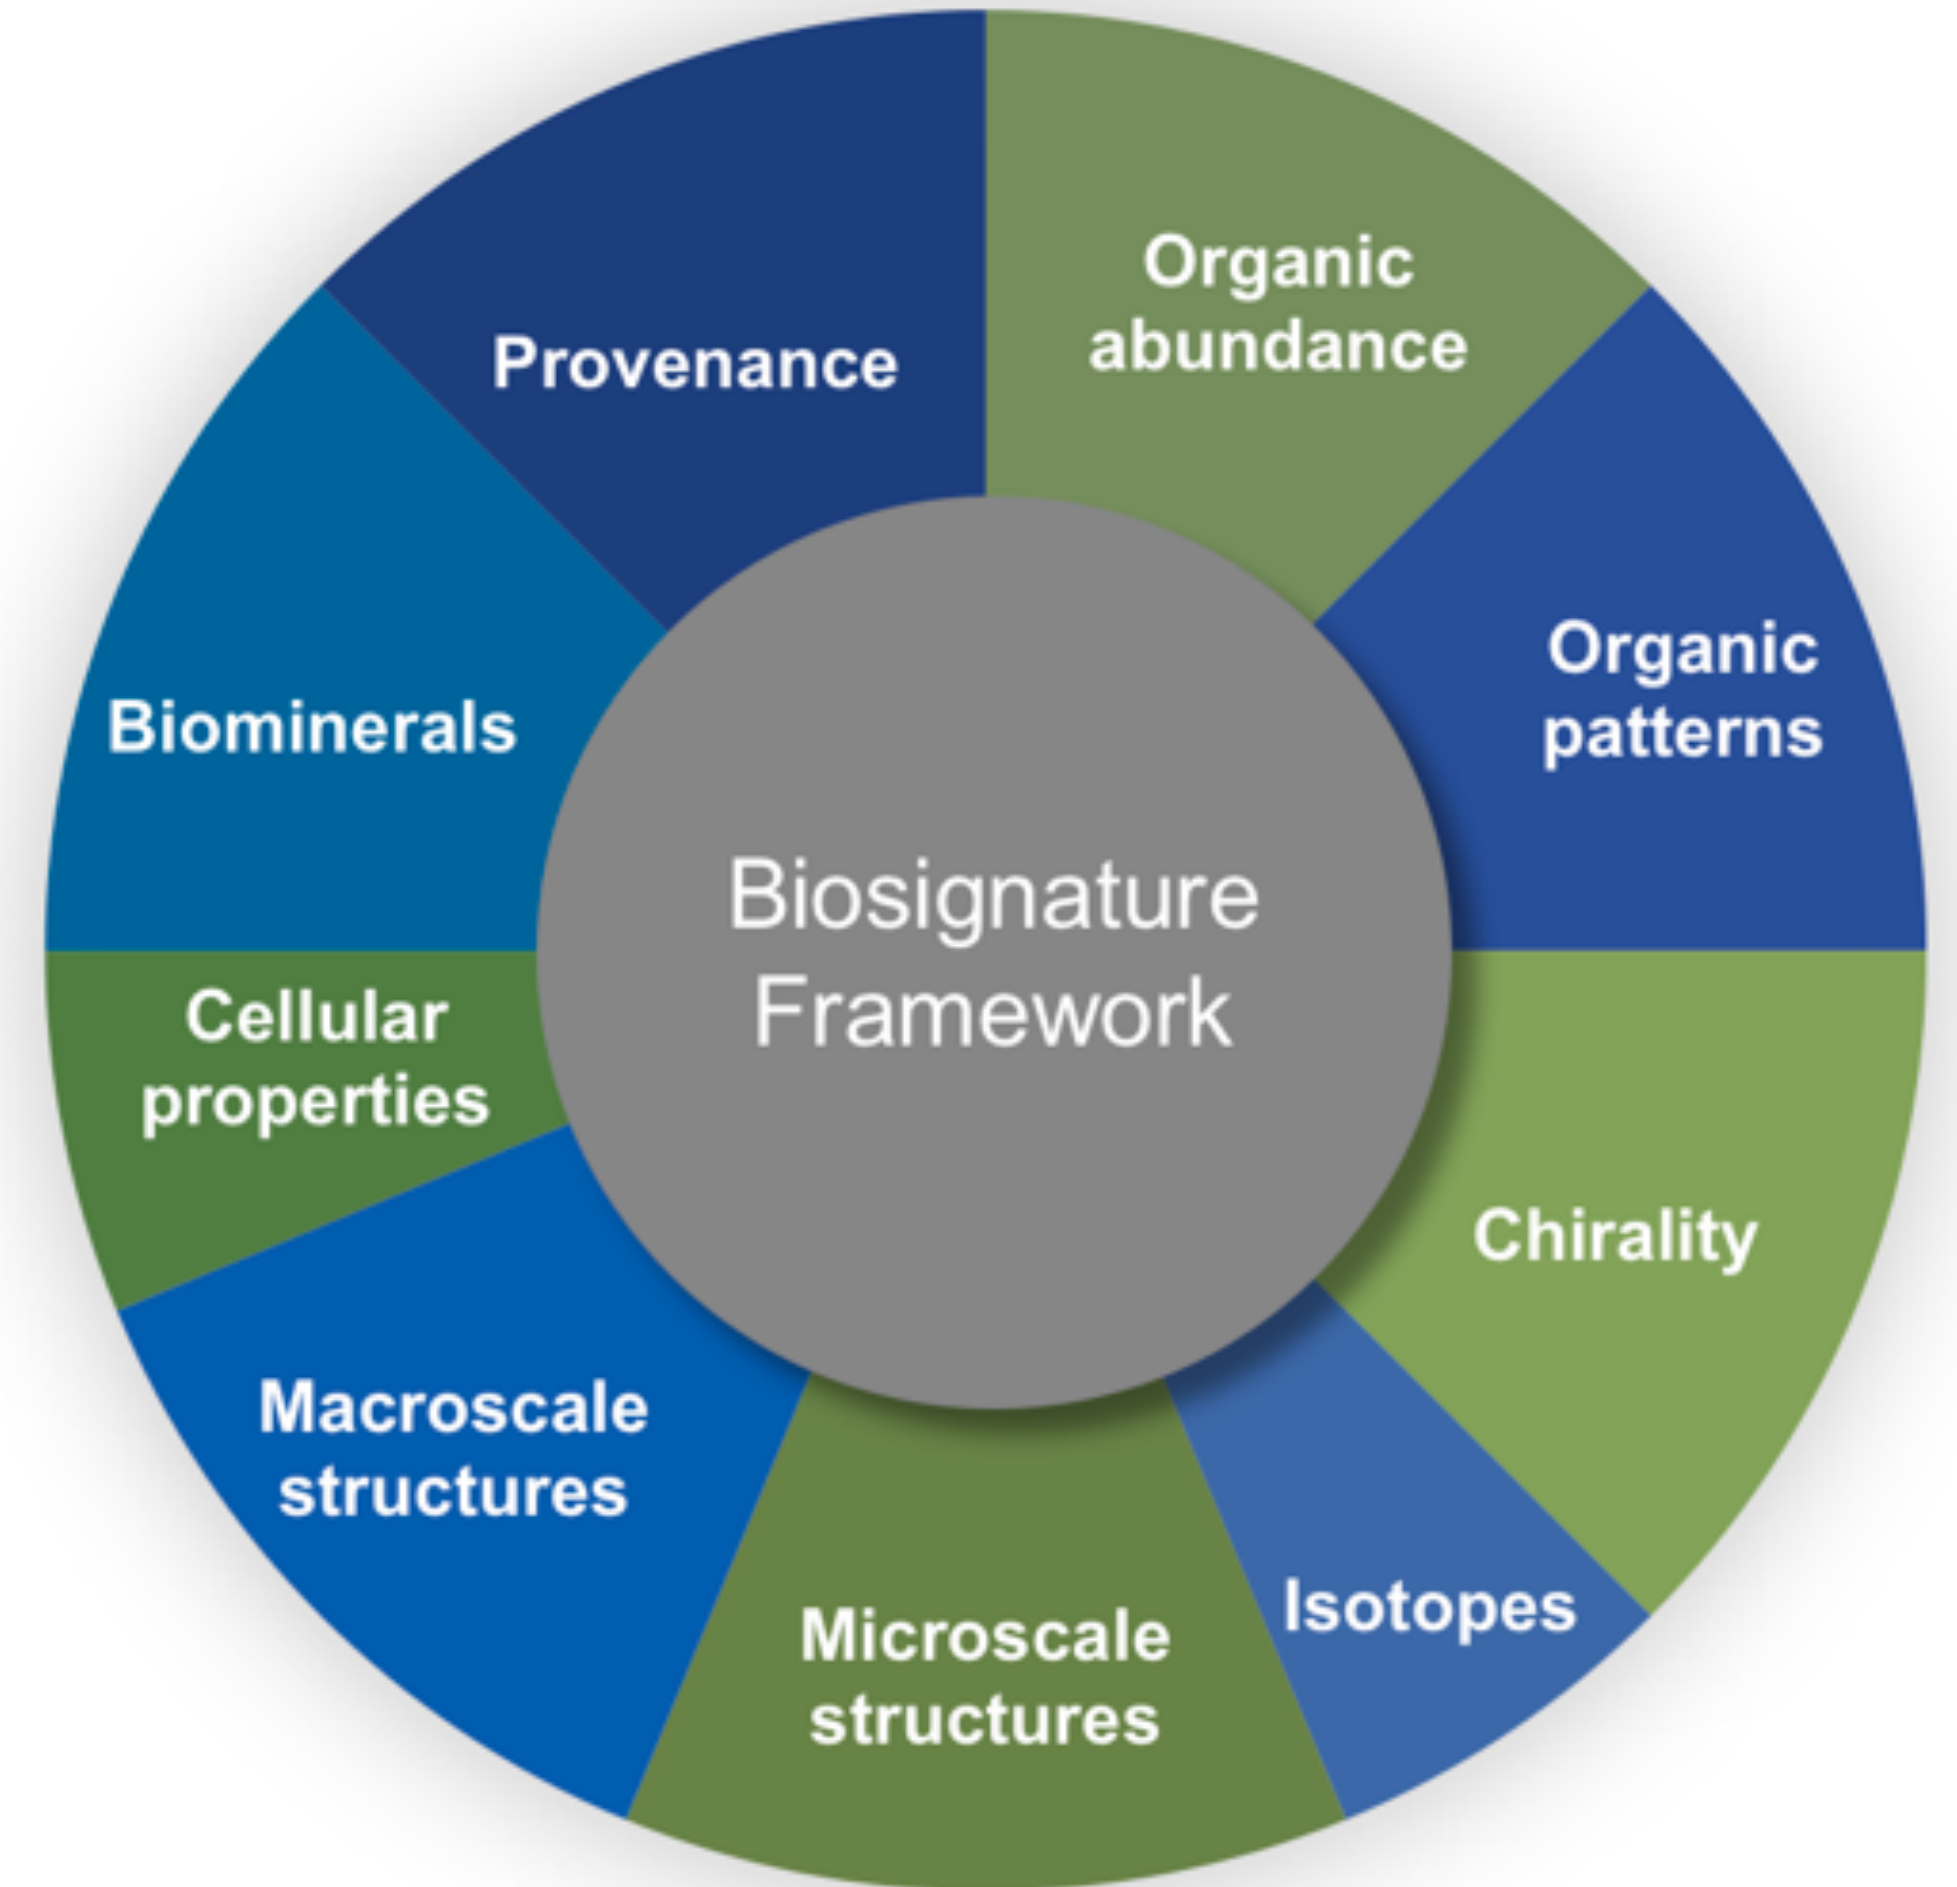 Provenance
Organic
abundance
Organic
patterns
Chirality
Isotopes
Microscale
structures
Macroscale
structures
Cellular
properties
Biominerals
Biosignature
Framework